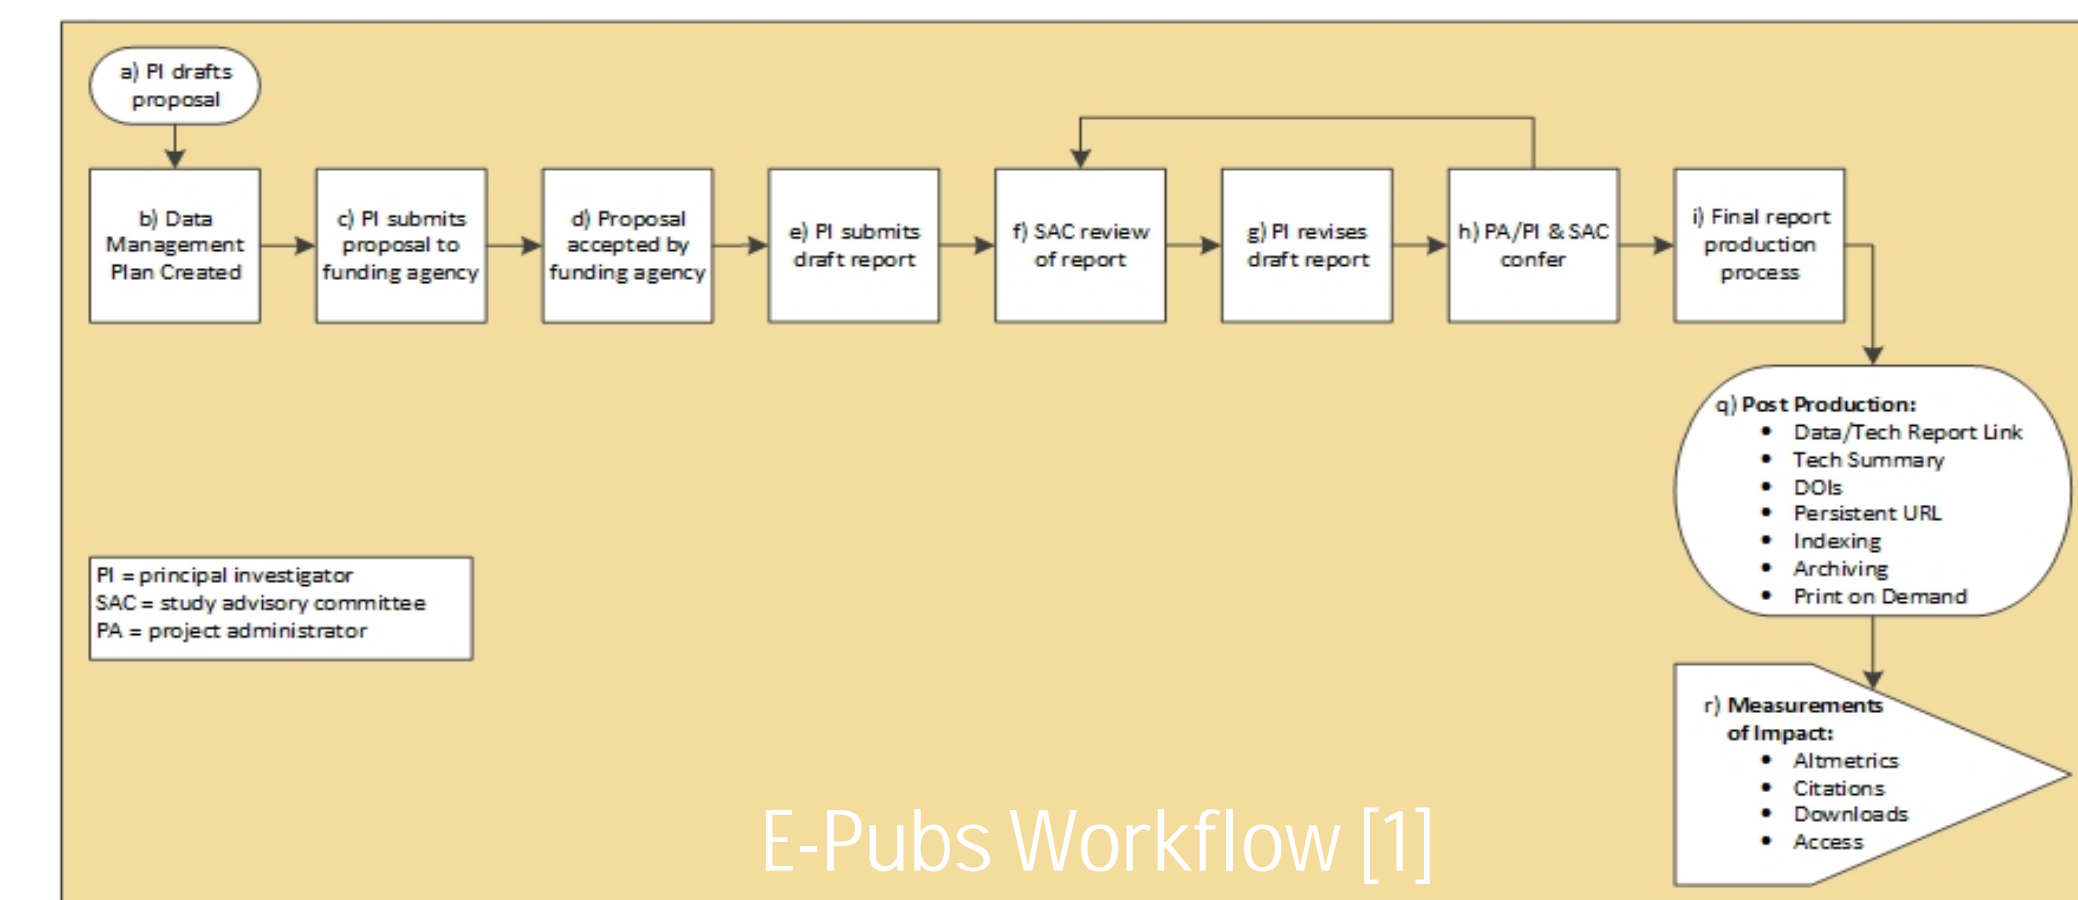 a) PI drafts
proposal
b) Data
Management
Plan Created
c) PI submits
proposal to
funding agency
d) Proposal
accepted by
funding agency
e) PI submits
draft report
f) SAC review
of report
g) PI revises
draft report
h) PA/PI & SAC
confer
i) Final report
production
process
q) Post Production:
• Data/Tech Report Link
• Tech Summary
• DOIs
• Persistent URL
• Indexing
• Archiving
• Print on Demand
PI = principal investigator
SAC = study advisory committee
PA = project administrator
r) Measurements
of Impact:
• Altmetrics
• Citations
• Downloads
• Access
E-Pubs Workflow [1]